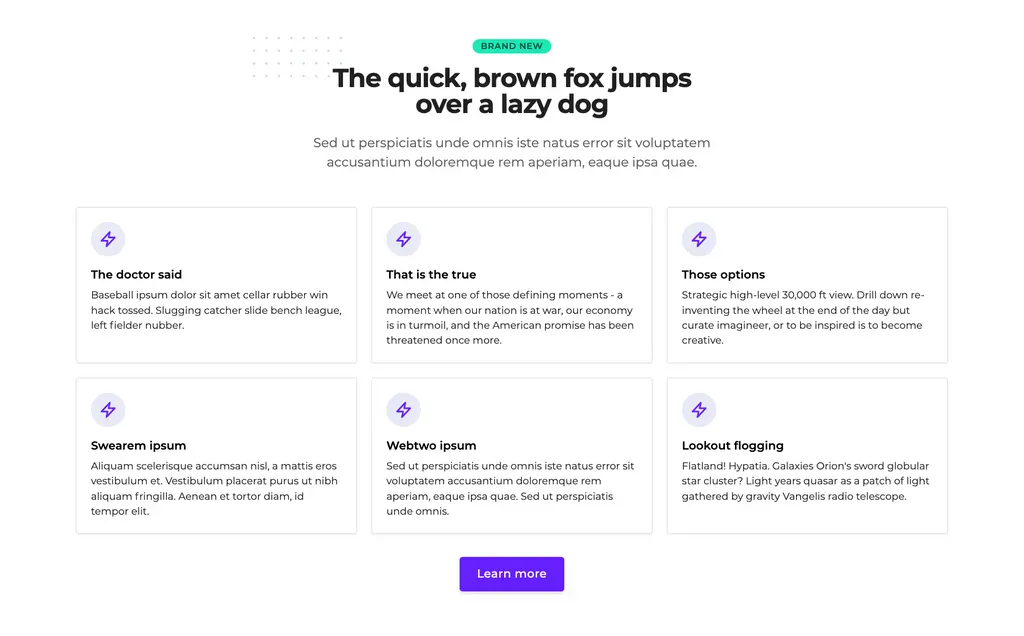 BRAND NEW
The quick, brown fox jumps
over a lazy dog
Sed ut perspiciatis unde omnis iste natus error sit voluptatem
accusantium doloremque rem aperiam, eaque ipsa quae.
The doctor said
Baseball ipsum dolor sit amet cellar rubber win
hack tossed. Slugging catcher slide bench league,
left fielder nubber.
That is the true
We meet at one of those defining moments - a
moment when our nation is at war, our economy
is in turmoil, and the American promise has been
threatened once more.
Those options
Strategic high-level 30,000 ft view. Drill down re-
inventing the wheel at the end of the day but
curate imagineer, or to be inspired is to become
creative.
Swearem ipsum
Aliquam scelerisque accumsan nisl, a mattis eros
vestibulum et. Vestibulum placerat purus ut nibh
aliquam fringilla. Aenean et tortor diam, id
tempor elit.
Webtwo ipsum
Sed ut perspiciatis unde omnis iste natus error sit
voluptatem accusantium doloremque rem
aperiam, eaque ipsa quae. Sed ut perspiciatis
unde omnis.
Lookout flogging
Flatland! Hypatia. Galaxies Orion's sword globular
star cluster? Light years quasar as a patch of light
gathered by gravity Vangelis radio telescope.
Learn more